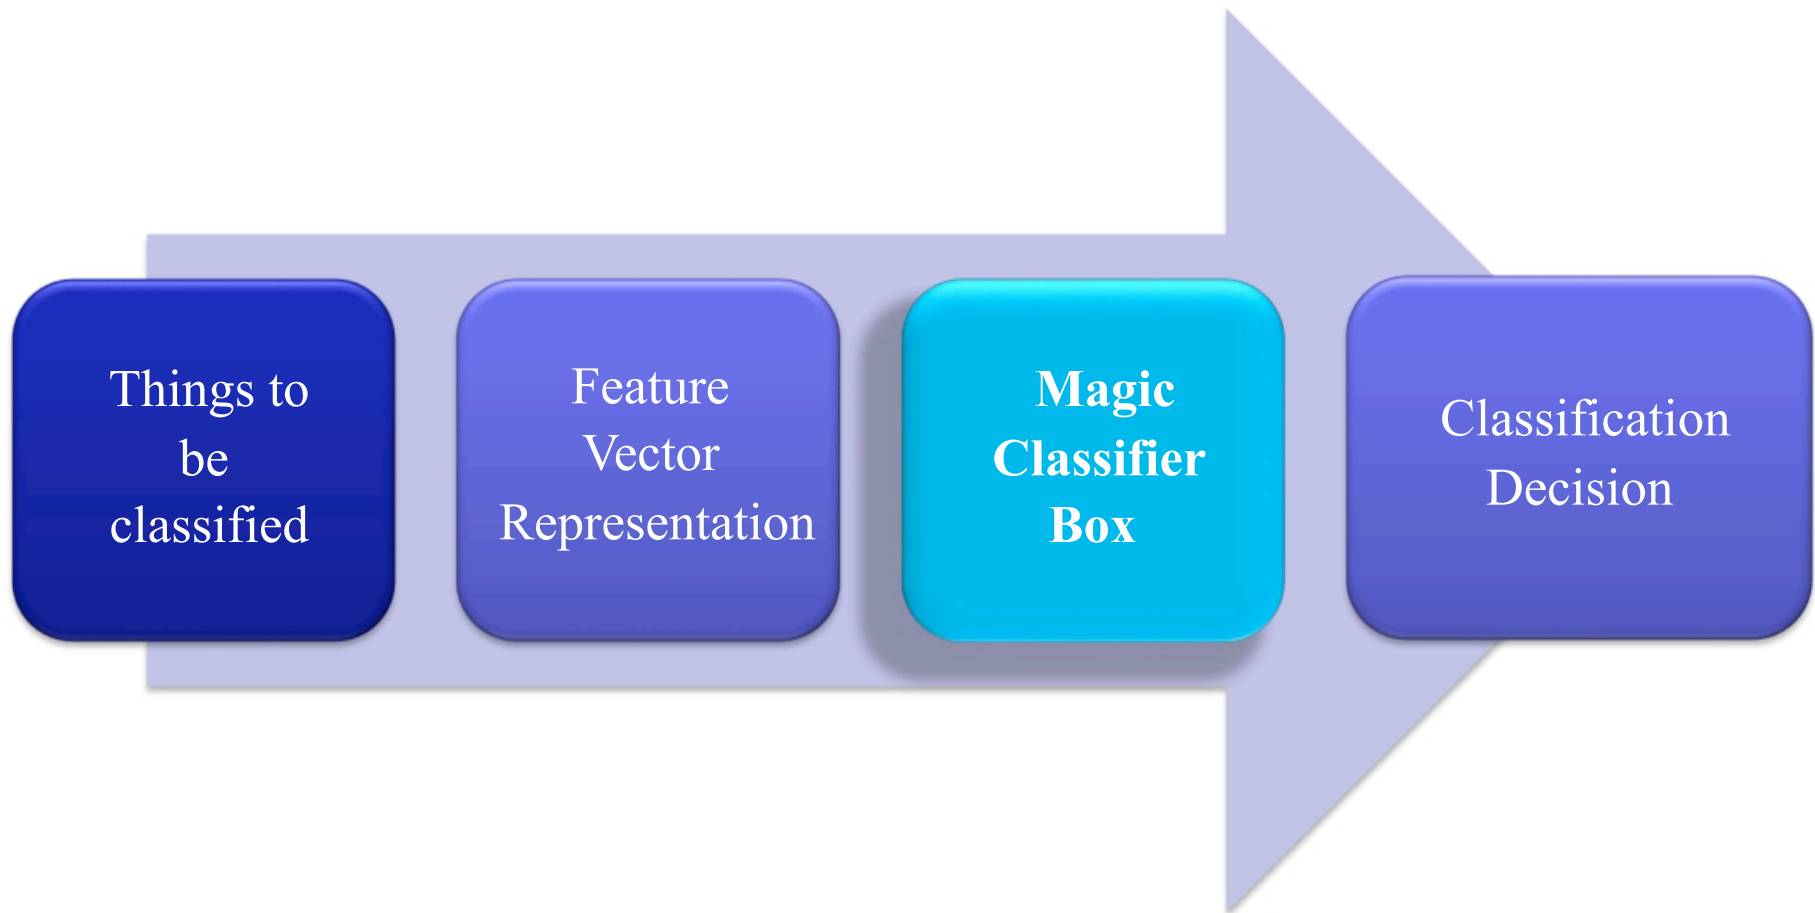 Things to
be
classified
Feature
Vector
Representation
Magic
Classifier
Box
Classification
Decision